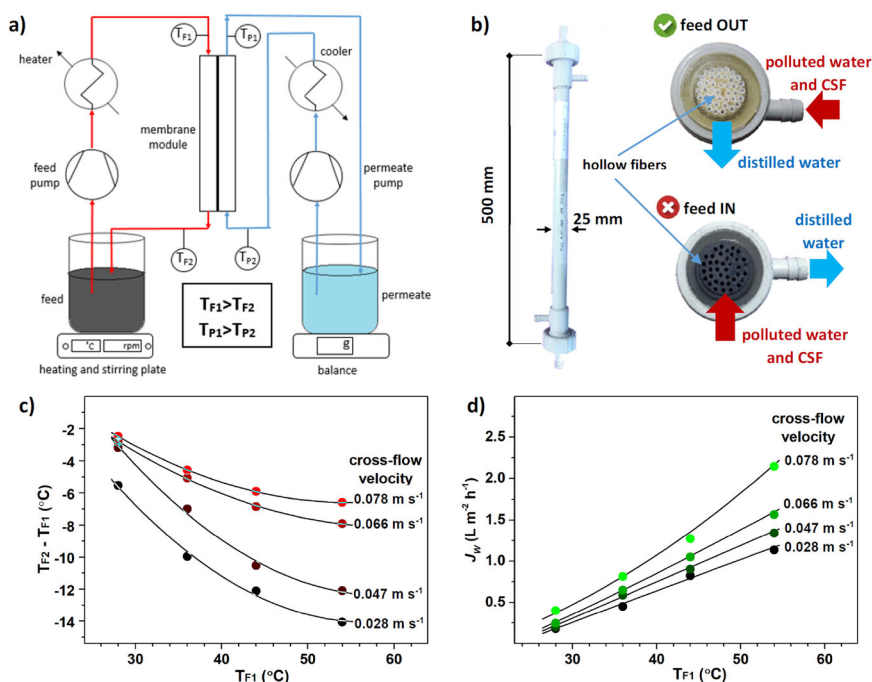 a)
T_F1
T_P1
heater
cooler
membrane
module
feed
pump
permeate
pump
T_F2
T_P2
feed
permeate
T_F1>T_F2
T_P1>T_P2
°C
rpm
g
heating and stirring plate
balance
b)
feed OUT
polluted water
and CSF
500 mm
hollow fibers
distilled water
feed IN
25 mm
distilled
water
polluted water
and CSF
c)
-2
-4
-6
-8
-10
-12
-14
T_F2 - T_F1 (°C)
cross-flow
velocity
0.078 m s⁻¹
0.066 m s⁻¹
0.047 m s⁻¹
0.028 m s⁻¹
30
40
50
60
T_F1 (°C)
d)
2.5
2.0
1.5
1.0
0.5
J_W (L m⁻² h⁻¹)
cross-flow
velocity
0.078 m s⁻¹
0.066 m s⁻¹
0.047 m s⁻¹
0.028 m s⁻¹
30
40
50
60
T_F1 (°C)